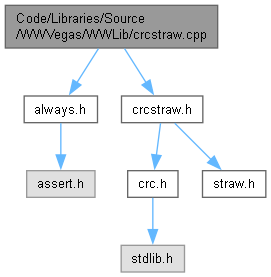 Code/Libraries/Source
/WWVegas/WWLib/crcstraw.cpp
always.h
crcstraw.h
assert.h
crc.h
straw.h
stdlib.h